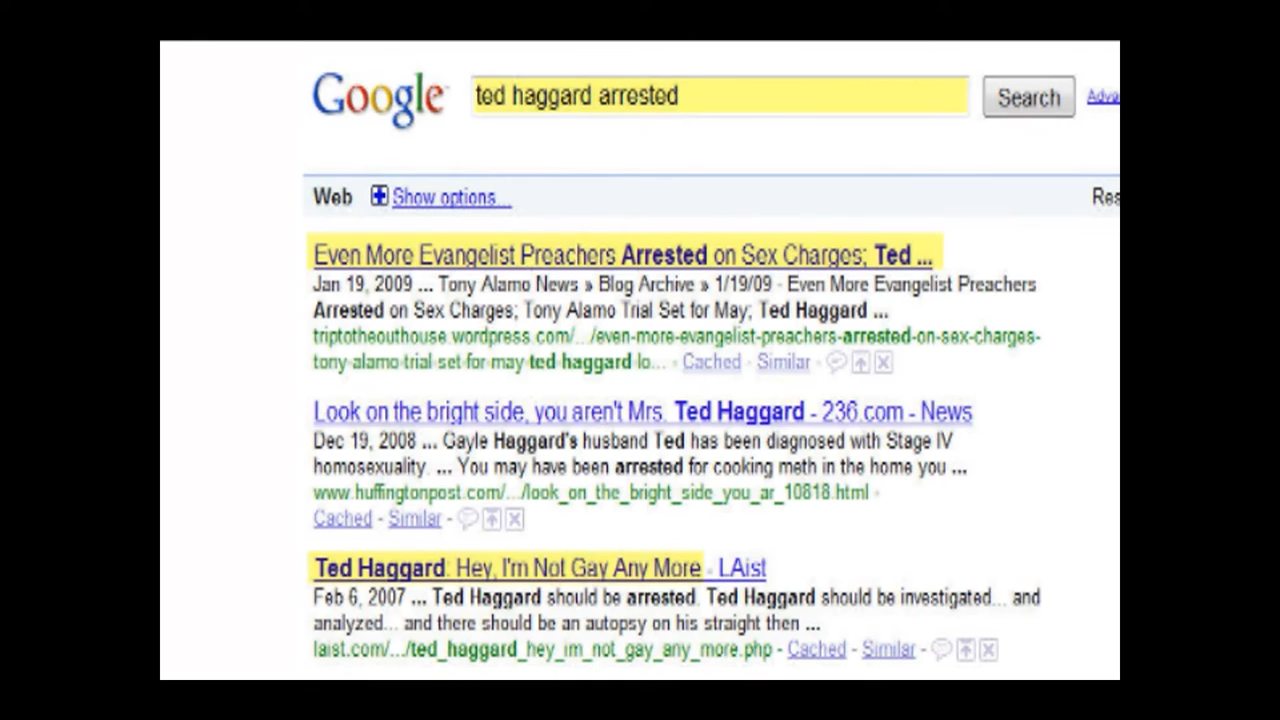 Google ted haggard arrested Search Adva
Web Show options... Res
Even More Evangelist Preachers Arrested on Sex Charges; Ted ...
Jan 19, 2009 ... Tony Alamo News » Blog Archive » 1/19/09 - Even More Evangelist Preachers
Arrested on Sex Charges; Tony Alamo Trial Set for May; Ted Haggard ...
triptotheouthouse.wordpress.com/.../even-more-evangelist-preachers-arrested-on-sex-charges-
tony-alamo-trial-set-for-may-ted-haggard-lo... - Cached - Similar -
Look on the bright side, you aren't Mrs. Ted Haggard - 236.com - News
Dec 19, 2008 ... Gayle Haggard's husband Ted has been diagnosed with Stage IV
homosexuality. ... You may have been arrested for cooking meth in the home you ...
www.huffingtonpost.com/.../look_on_the_bright_side_you_ar_10818.html -
Cached - Similar -
Ted Haggard: Hey, I'm Not Gay Any More - LAist
Feb 6, 2007 ... Ted Haggard should be arrested. Ted Haggard should be investigated... and
analyzed... and there should be an autopsy on his straight then ...
laist.com/.../ted_haggard_hey_im_not_gay_any_more.php - Cached - Similar -